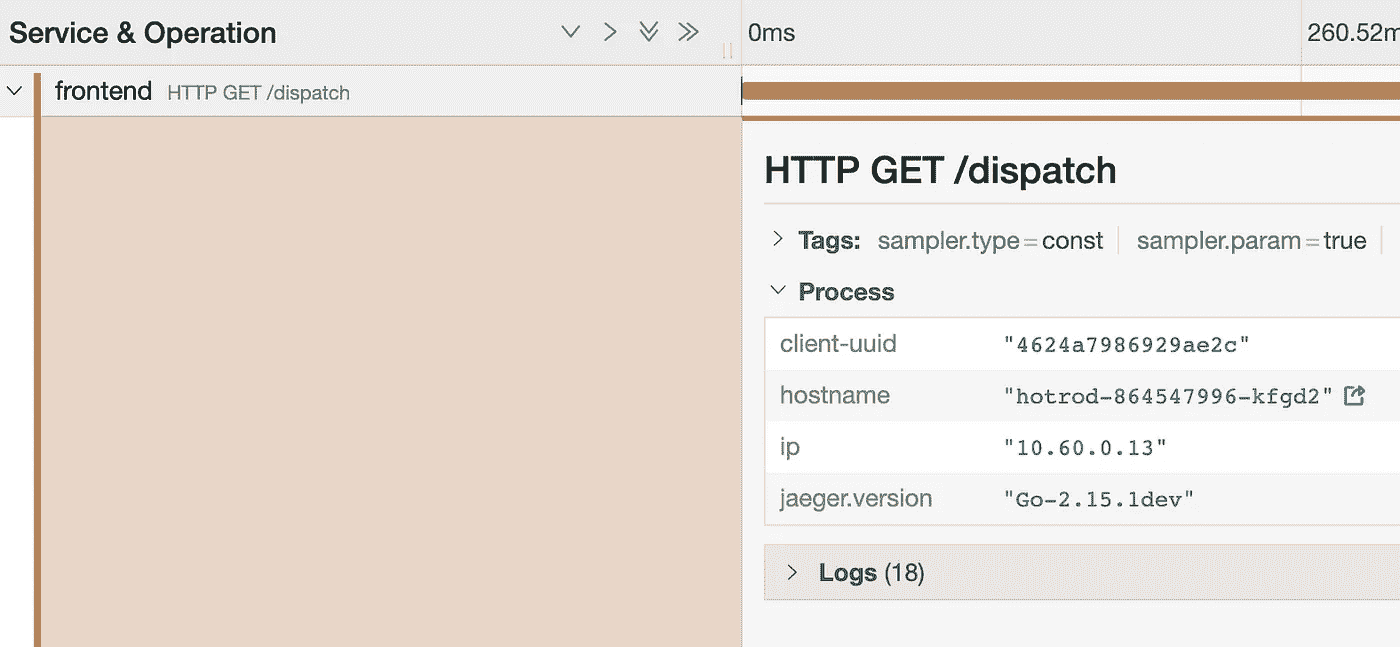 Service & Operation 0ms 260.52m
frontend HTTP GET /dispatch
HTTP GET /dispatch
Tags: sampler.type=const sampler.param=true
Process
client-uuid "4624a7986929ae2c"
hostname "hotrod-864547996-kfgd2"
ip "10.60.0.13"
jaeger.version "Go-2.15.1dev"
Logs (18)